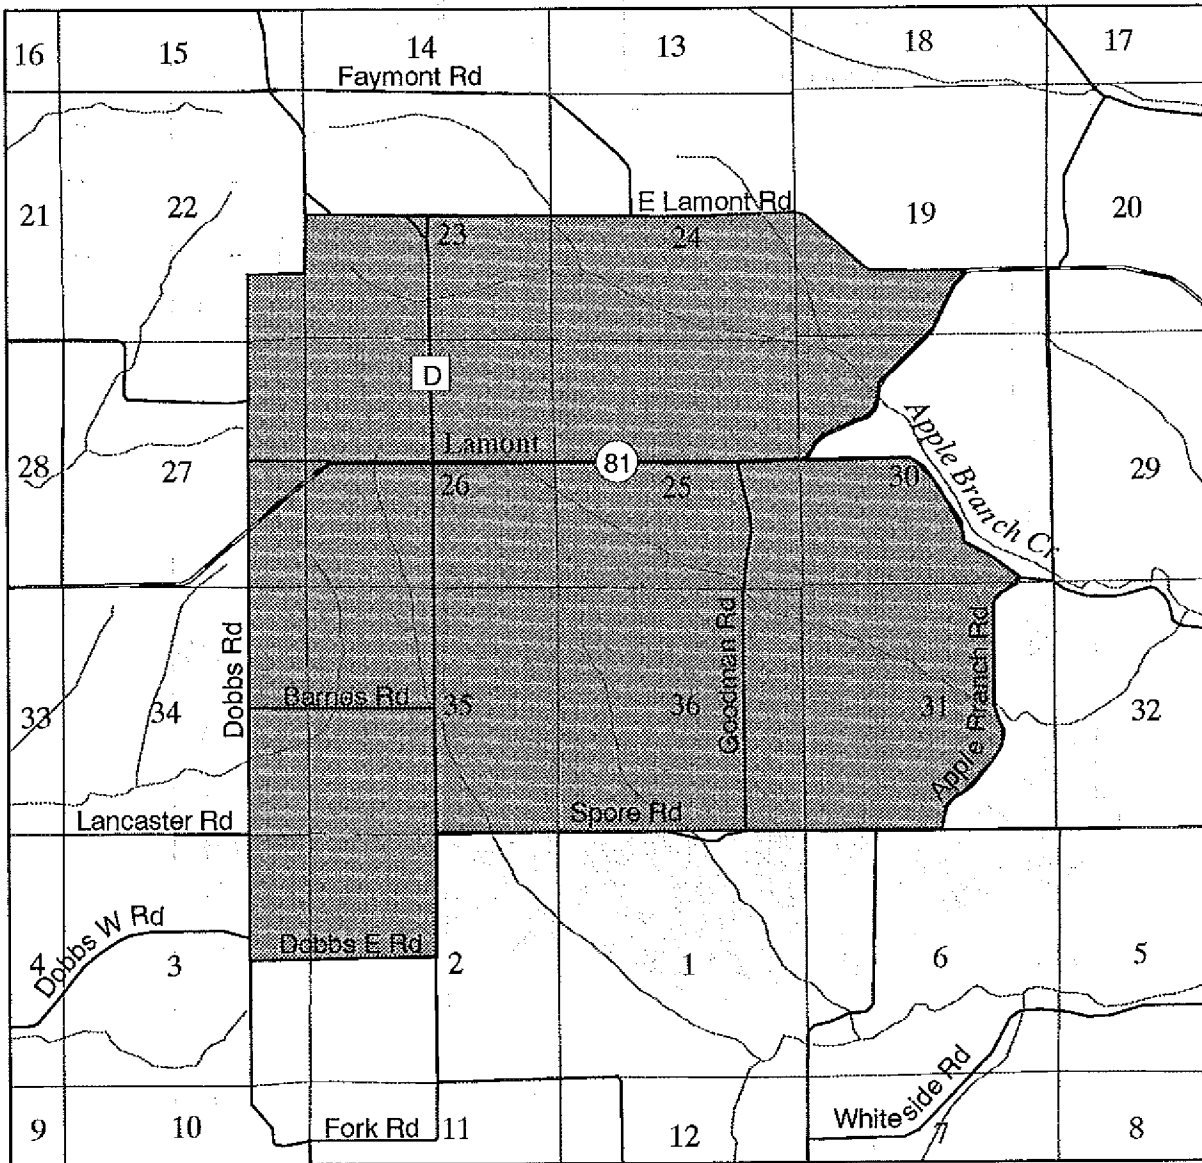 16 15 14 13 18 17
Faymont Rd
21 22 E Lamont Rd 19 20
23 24
D
Lamont
81
28 27 26 25 30 29
Apple Branch Cr
Dobbs Rd
Goodman Rd
Apple Branch Rd
Barnes Rd
33 34 35 36 31 32
Lancaster Rd
Spore Rd
Dobbs W Rd
Dobbs E Rd
4 3 2 1 6 5
Whiteside Rd
9 10 Fork Rd 11 12 7 8